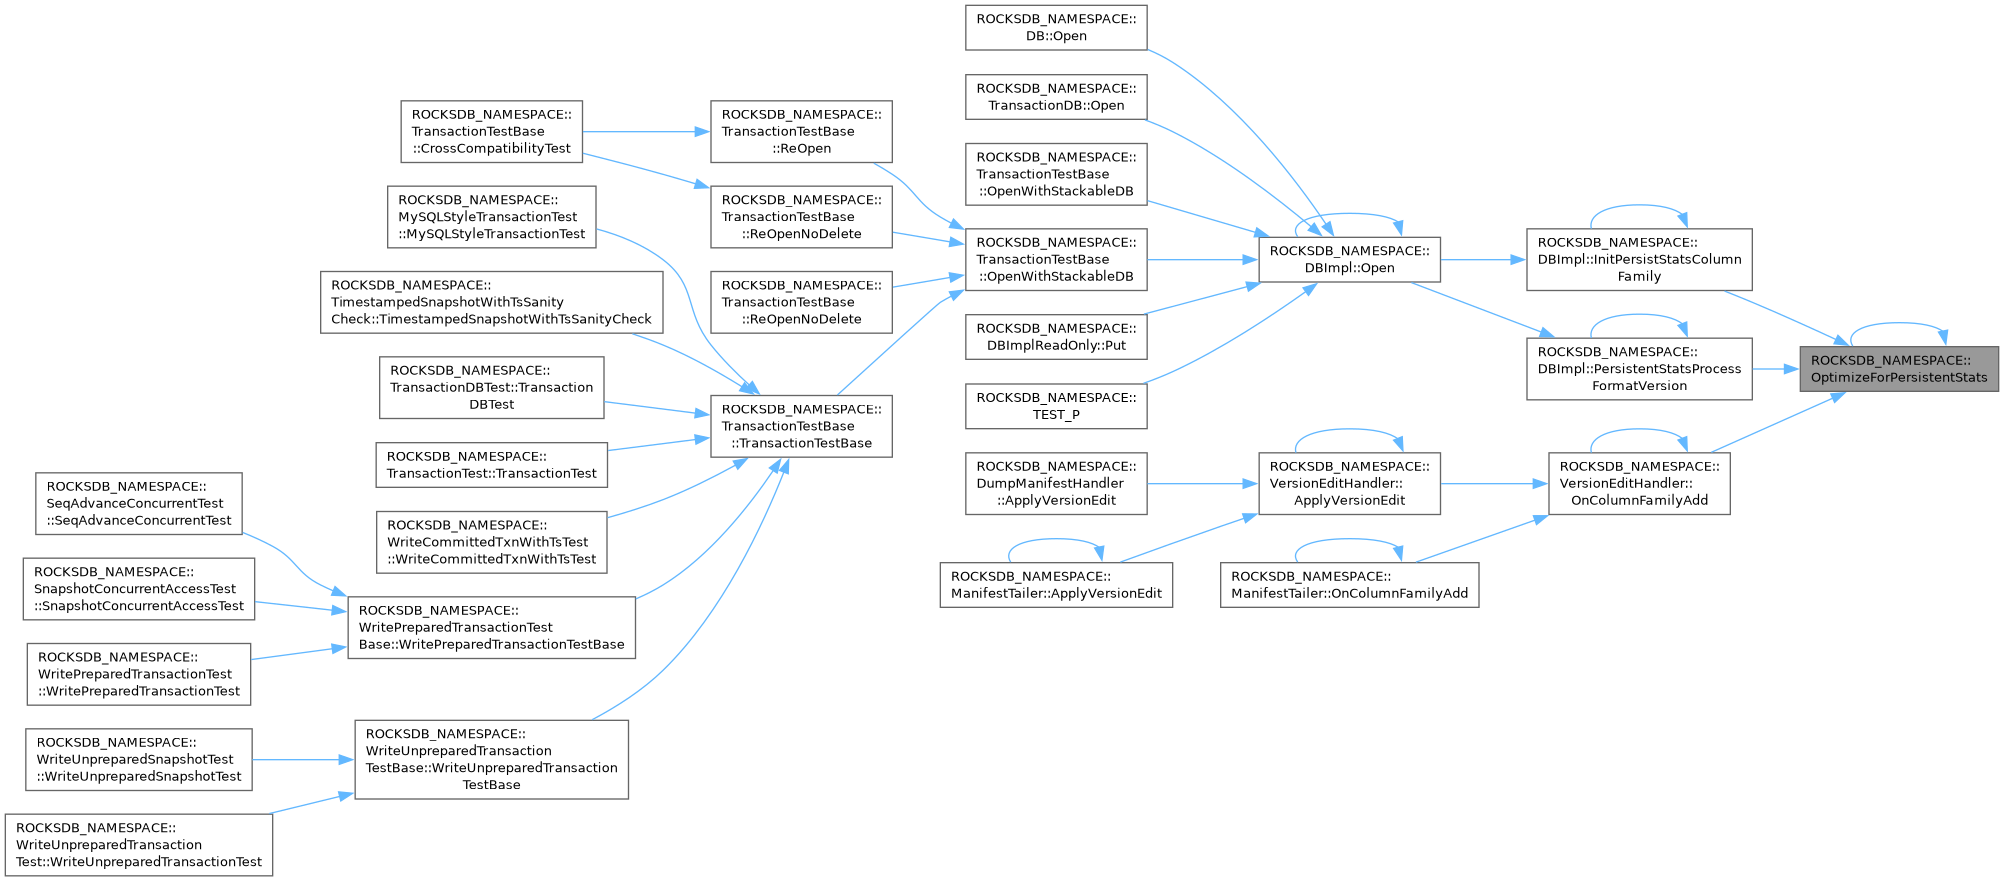 ROCKSDB_NAMESPACE::
DB::Open
ROCKSDB_NAMESPACE::
TransactionDB::Open
ROCKSDB_NAMESPACE::
TransactionTestBase
::CrossCompatibilityTest
ROCKSDB_NAMESPACE::
TransactionTestBase
::ReOpen
ROCKSDB_NAMESPACE::
TransactionTestBase
::OpenWithStackableDB
ROCKSDB_NAMESPACE::
MySQLStyleTransactionTest
::MySQLStyleTransactionTest
ROCKSDB_NAMESPACE::
TransactionTestBase
::ReOpenNoDelete
ROCKSDB_NAMESPACE::
TransactionTestBase
::OpenWithStackableDB
ROCKSDB_NAMESPACE::
DBImpl::Open
ROCKSDB_NAMESPACE::
DBImpl::InitPersistStatsColumn
Family
ROCKSDB_NAMESPACE::
TimestampedSnapshotWithTsSanity
Check::TimestampedSnapshotWithTsSanityCheck
ROCKSDB_NAMESPACE::
TransactionTestBase
::ReOpenNoDelete
ROCKSDB_NAMESPACE::
DBImplReadOnly::Put
ROCKSDB_NAMESPACE::
DBImpl::PersistentStatsProcess
FormatVersion
ROCKSDB_NAMESPACE::
OptimizeForPersistentStats
ROCKSDB_NAMESPACE::
TransactionDBTest::Transaction
DBTest
ROCKSDB_NAMESPACE::
TEST_P
ROCKSDB_NAMESPACE::
TransactionTestBase
::TransactionTestBase
ROCKSDB_NAMESPACE::
TransactionTest::TransactionTest
ROCKSDB_NAMESPACE::
DumpManifestHandler
::ApplyVersionEdit
ROCKSDB_NAMESPACE::
VersionEditHandler::
ApplyVersionEdit
ROCKSDB_NAMESPACE::
VersionEditHandler::
OnColumnFamilyAdd
ROCKSDB_NAMESPACE::
SeqAdvanceConcurrentTest
::SeqAdvanceConcurrentTest
ROCKSDB_NAMESPACE::
WriteCommittedTxnWithTsTest
::WriteCommittedTxnWithTsTest
ROCKSDB_NAMESPACE::
ManifestTailer::ApplyVersionEdit
ROCKSDB_NAMESPACE::
ManifestTailer::OnColumnFamilyAdd
ROCKSDB_NAMESPACE::
SnapshotConcurrentAccessTest
::SnapshotConcurrentAccessTest
ROCKSDB_NAMESPACE::
WritePreparedTransactionTest
Base::WritePreparedTransactionTestBase
ROCKSDB_NAMESPACE::
WritePreparedTransactionTest
::WritePreparedTransactionTest
ROCKSDB_NAMESPACE::
WriteUnpreparedSnapshotTest
::WriteUnpreparedSnapshotTest
ROCKSDB_NAMESPACE::
WriteUnpreparedTransaction
TestBase::WriteUnpreparedTransaction
TestBase
ROCKSDB_NAMESPACE::
WriteUnpreparedTransaction
Test::WriteUnpreparedTransactionTest